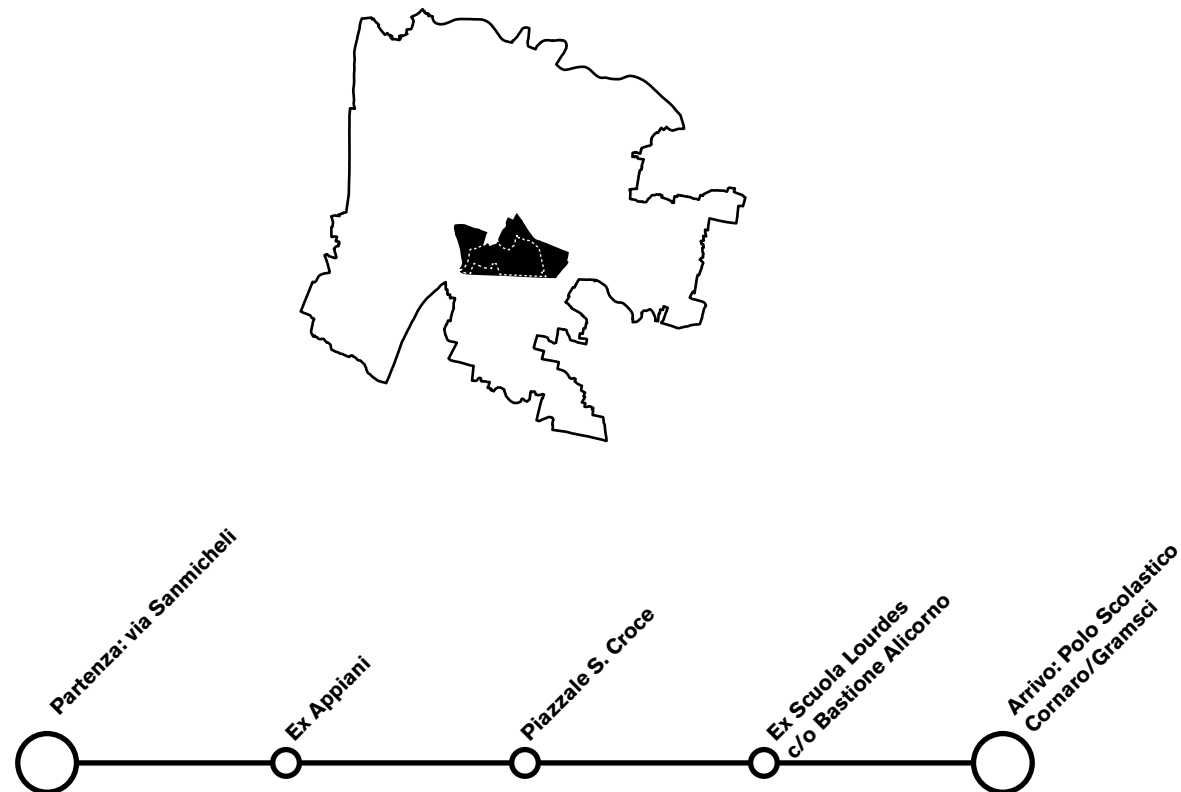 Partenza: via Sanmicheli
Ex Appiani
Piazzale S. Croce
Ex Scuola Lourdes
c/o Bastione Alicorno
Arrivo: Polo Scolastico
Cornaro/Gramsci